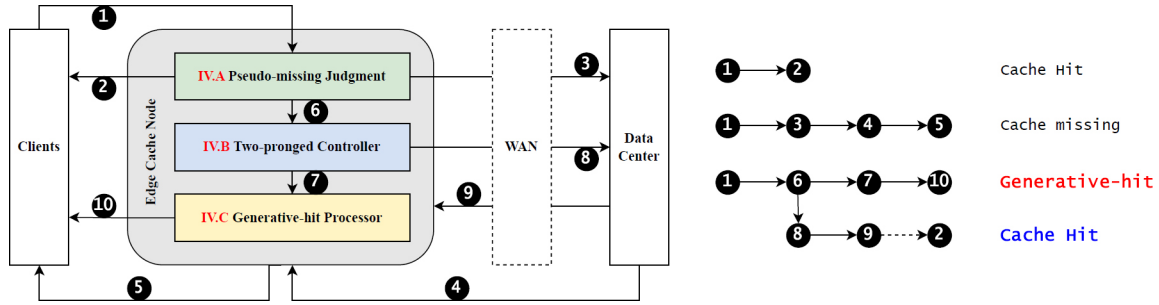 1
IV.A Pseudo-missing Judgment
2
3
6
Clients
Edge Cache Node
IV.B Two-pronged Controller
WAN
8
Data
Center
7
9
10
IV.C Generative-hit Processor
5
4
1 2 Cache Hit
1 3 4 5 Cache missing
1 6 7 10 Generative-hit
8 9 2 Cache Hit